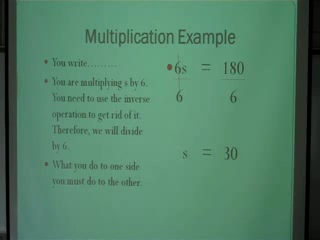 Multiplication Example
• You write………
• You are multiplying s by 6.
You need to use the inverse
operation to get rid of it.
Therefore, we will divide
by 6.
• What you do to one side
you must do to the other.
•6s = 180
6 6
s = 30